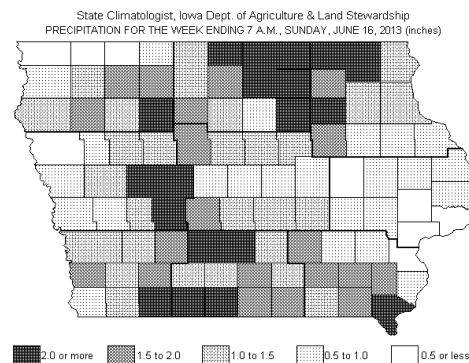 State Climatologist, Iowa Dept. of Agriculture & Land Stewardship
PRECIPITATION FOR THE WEEK ENDING 7 A.M., SUNDAY, JUNE 16, 2013 (inches)
2.0 or more 1.5 to 2.0 1.0 to 1.5 0.5 to 1.0 0.5 or less